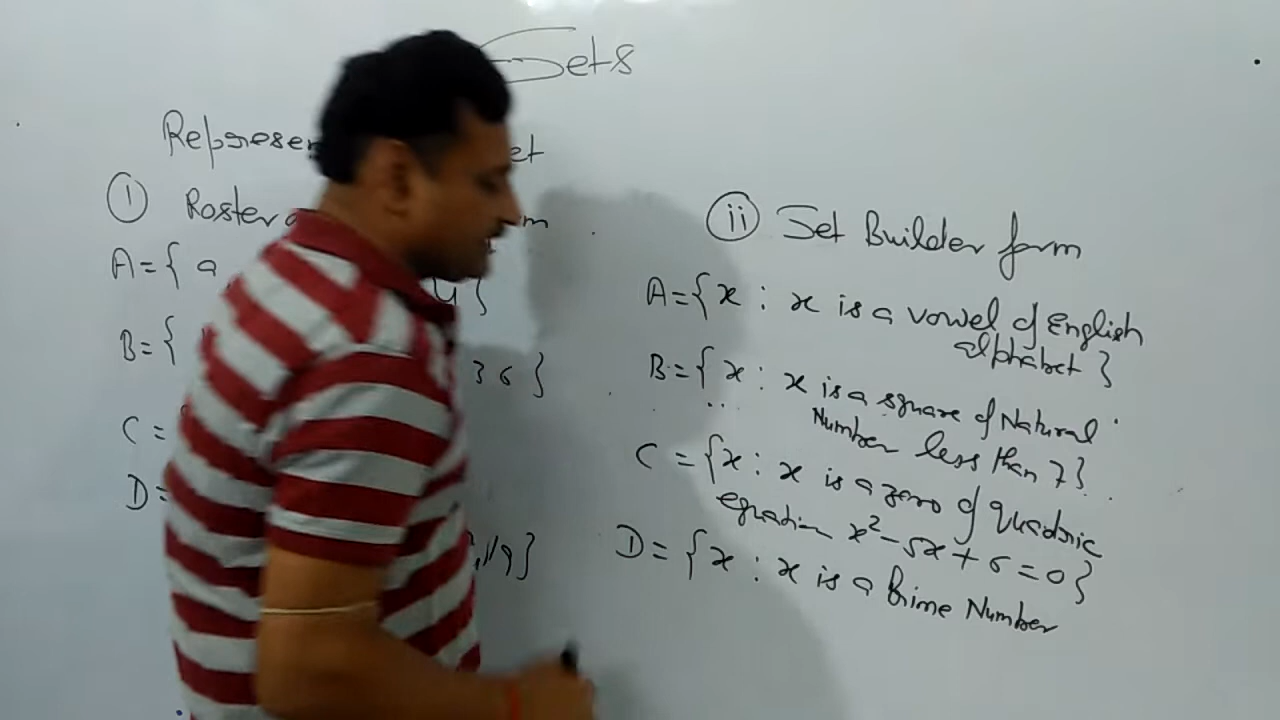 Sets
Represen et
① Roster m
A = { a u }
B = { 36 }
C =
D =
, 19 }
ⓘⓘ Set Builder form
A = { x : x is a vowel of English
alphabet }
B = { x : x is a square of Natural
Number less than 7 }
C = { x : x is a zero of quadric
equation x² - 5x + 6 = 0 }
D = { x : x is a Prime Number